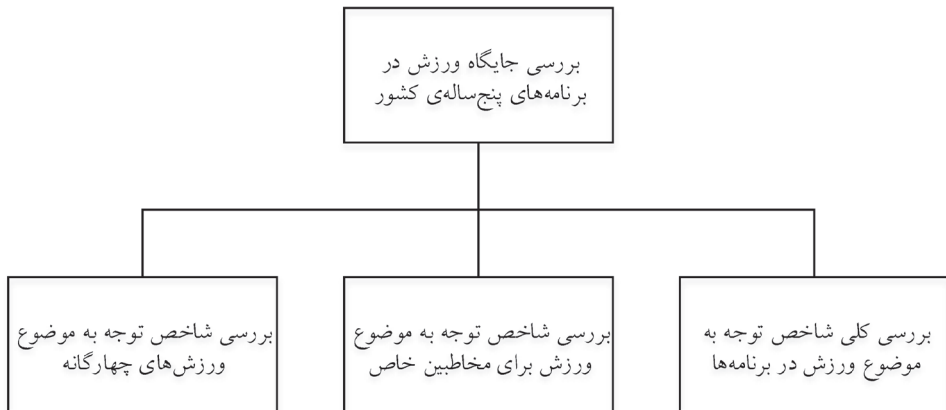 بررسی جایگاه ورزش در
برنامه‌های پنج‌ساله‌ی کشور
بررسی کلی شاخص توجه به
موضوع ورزش در برنامه‌ها
بررسی شاخص توجه به موضوع
ورزش برای مخاطبین خاص
بررسی شاخص توجه به موضوع
ورزش‌های چهارگانه